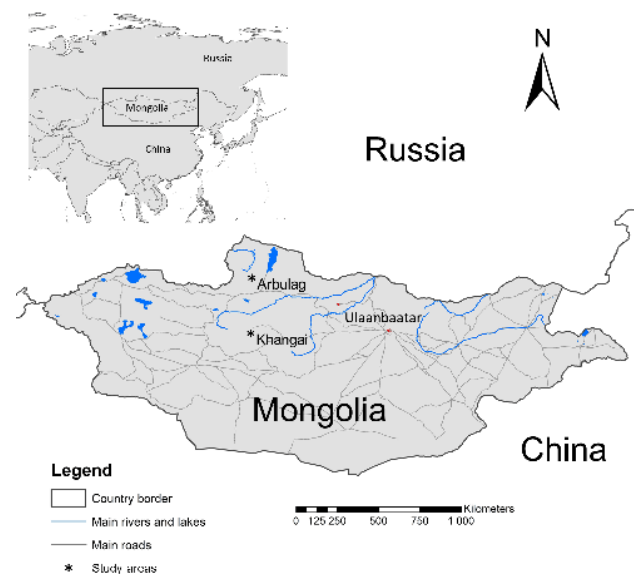 Russia
Mongolia
China
N
Russia
Arbulag
Ulaanbaatar
Khangai
Mongolia
China
Legend
Country border
Main rivers and lakes
Main roads
Study areas
Kilometers
0 125 250 500 750 1 000